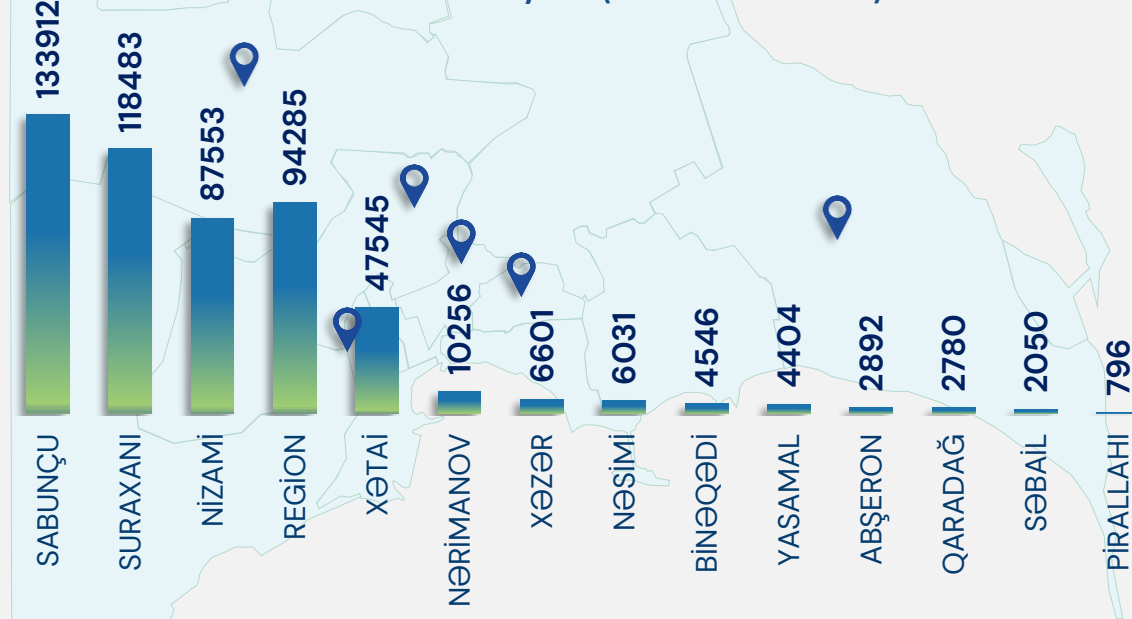 133912
118483
87553
94285
47545
10256
6601
6031
4546
4404
2892
2780
2050
796
SABUNÇU
SURAXANI
NİZAMİ
REGİON
XƏTAİ
NƏRİMANOV
XƏZƏR
NƏSİMİ
BİNƏQƏDİ
YASAMAL
ABŞERON
QARADAĞ
SƏBAİL
PİRALLAHI